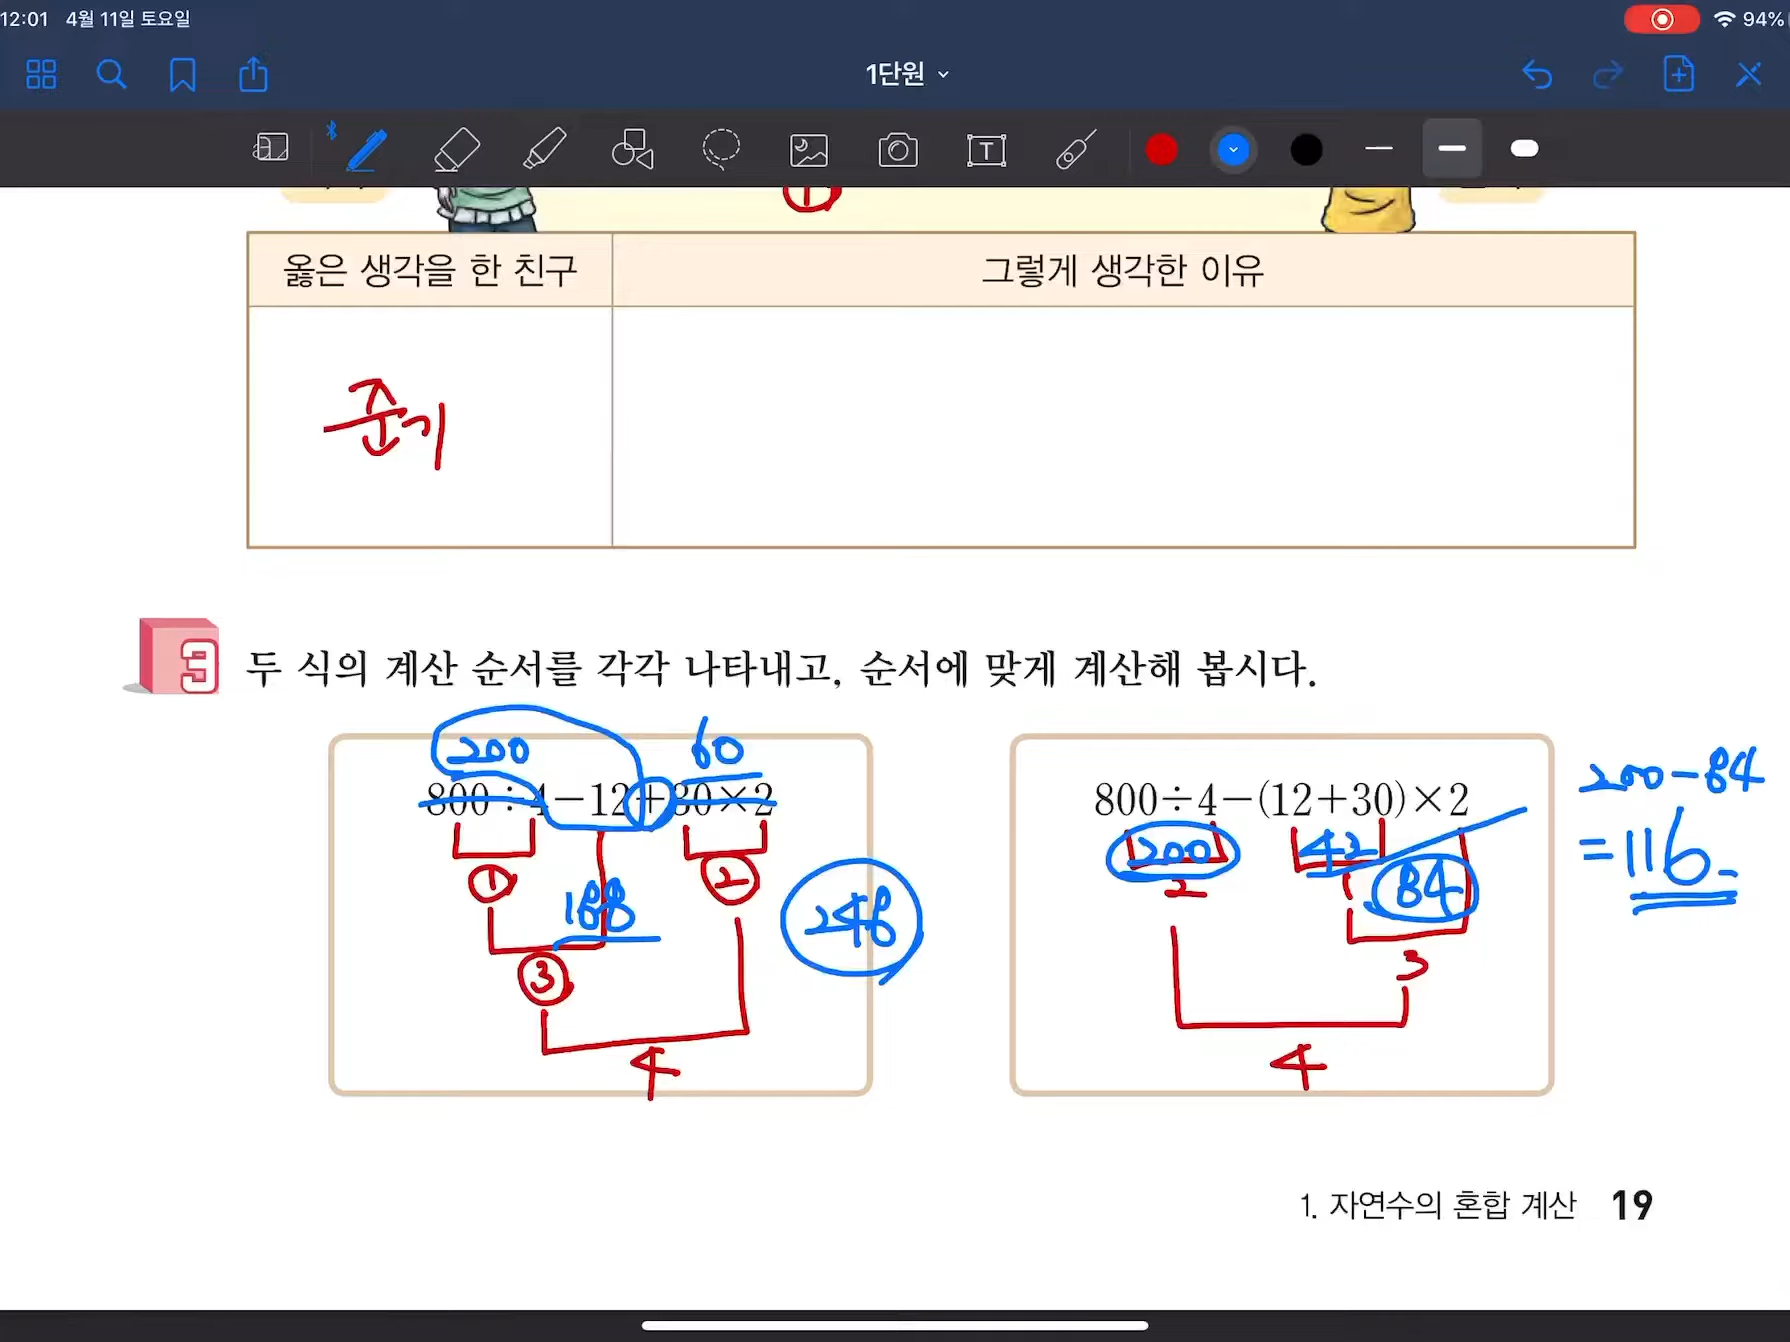 12:01 4월 11일 토요일 94%
1단원
T
①
옳은 생각을 한 친구 그렇게 생각한 이유
준기
3 두 식의 계산 순서를 각각 나타내고, 순서에 맞게 계산해 봅시다.
200 60
800÷4-12+30×2
① ②
188
248
③
4
800÷4-(12+30)×2
200 42
2 1 84
3
4
200-84
=116
1. 자연수의 혼합 계산 19